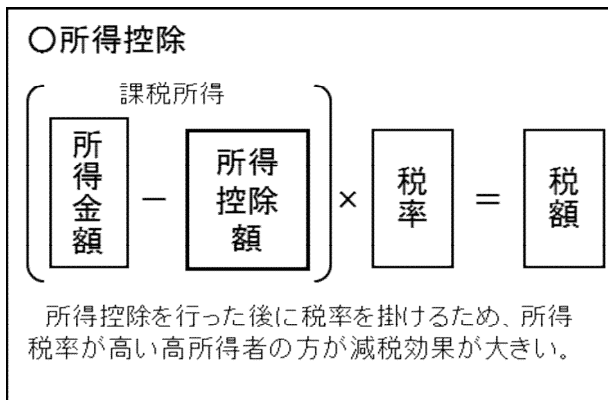 〇所得控除
課税所得
所得金額
－
所得控除額
×
税率
＝
税額
所得控除を行った後に税率を掛けるため、所得
税率が高い高所得者の方が減税効果が大きい。